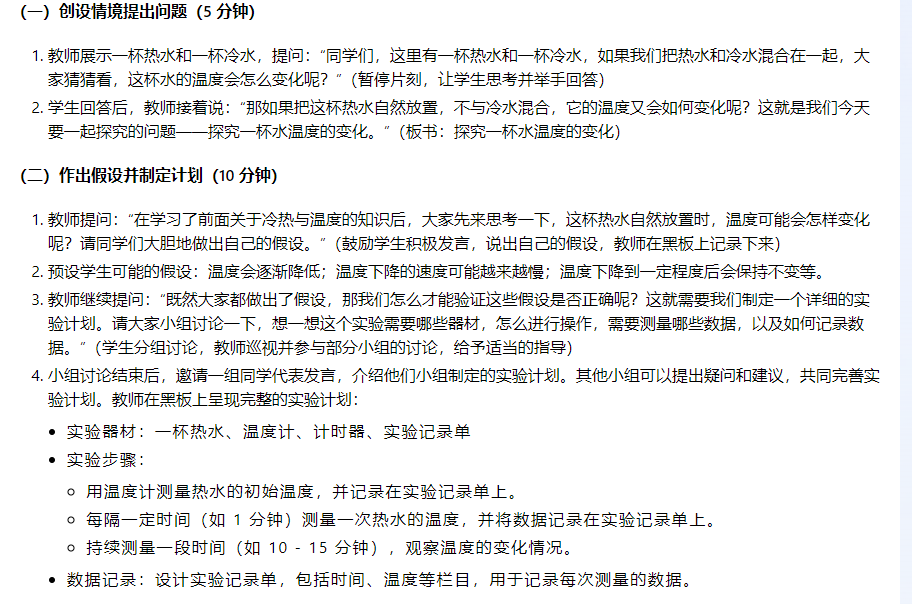 （一）创设情境提出问题（5 分钟）
1. 教师展示一杯热水和一杯冷水，提问：“同学们，这里有一杯热水和一杯冷水，如果我们把热水和冷水混合在一起，大
家猜猜看，这杯水的温度会怎么变化呢？”（暂停片刻，让学生思考并举手回答）
2. 学生回答后，教师接着说：“那如果把这杯热水自然放置，不与冷水混合，它的温度又会如何变化呢？这就是我们今天
要一起探究的问题——探究一杯水温度的变化。”（板书：探究一杯水温度的变化）
（二）作出假设并制定计划（10 分钟）
1. 教师提问：“在学习了前面关于冷热与温度的知识后，大家先来思考一下，这杯热水自然放置时，温度可能会怎样变化
呢？请同学们大胆地做出自己的假设。”（鼓励学生积极发言，说出自己的假设，教师在黑板上记录下来）
2. 预设学生可能的假设：温度会逐渐降低；温度下降的速度可能越来越慢；温度下降到一定程度后会保持不变等。
3. 教师继续提问：“既然大家都做出了假设，那我们怎么才能验证这些假设是否正确呢？这就需要我们制定一个详细的实
验计划。请大家小组讨论一下，想一想这个实验需要哪些器材，怎么进行操作，需要测量哪些数据，以及如何记录数
据。”（学生分组讨论，教师巡视并参与部分小组的讨论，给予适当的指导）
4. 小组讨论结束后，邀请一组同学代表发言，介绍他们小组制定的实验计划。其他小组可以提出疑问和建议，共同完善实
验计划。教师在黑板上呈现完整的实验计划：
• 实验器材：一杯热水、温度计、计时器、实验记录单
• 实验步骤：
○ 用温度计测量热水的初始温度，并记录在实验记录单上。
○ 每隔一定时间（如 1 分钟）测量一次热水的温度，并将数据记录在实验记录单上。
○ 持续测量一段时间（如 10 - 15 分钟），观察温度的变化情况。
• 数据记录：设计实验记录单，包括时间、温度等栏目，用于记录每次测量的数据。